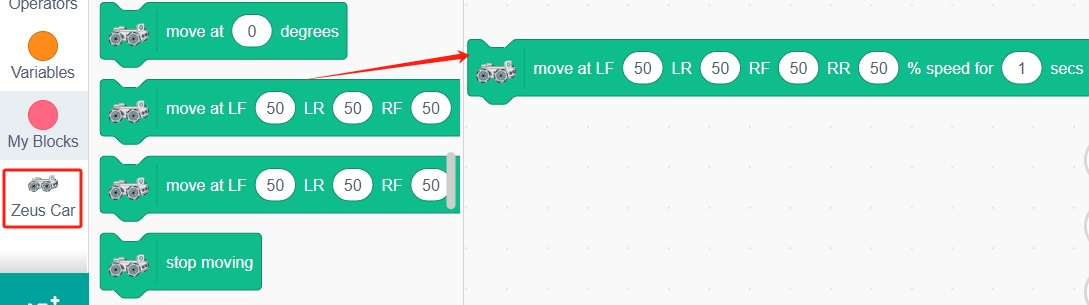 Operators
Variables
My Blocks
Zeus Car
move at 0 degrees
move at LF 50 LR 50 RF 50
move at LF 50 LR 50 RF 50
stop moving
move at LF 50 LR 50 RF 50 RR 50 % speed for 1 secs